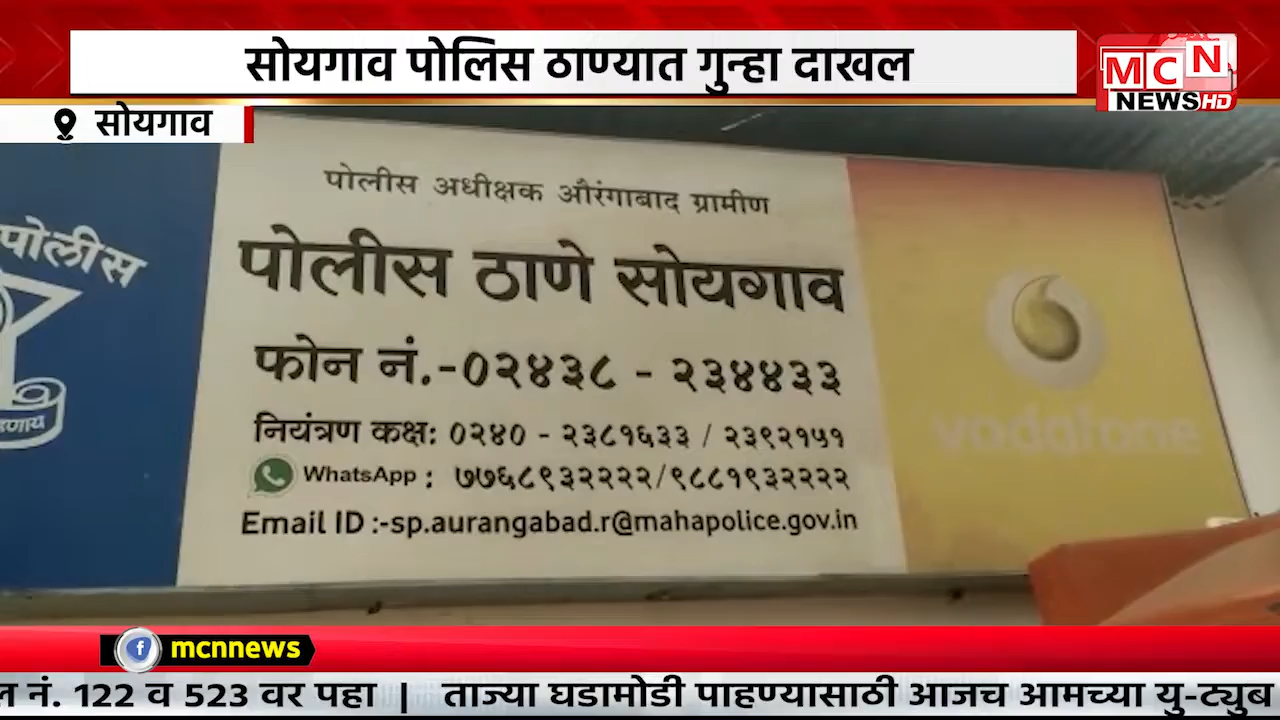 सोयगाव पोलिस ठाण्यात गुन्हा दाखल
MCN
NEWS HD
सोयगाव
पोलीस
पोलीस अधीक्षक औरंगाबाद ग्रामीण
पोलीस ठाणे सोयगाव
फोन नं.-०२४३८ - २३४४३३
नियंत्रण कक्ष: ०२४० - २३८१६३३ / २३९२१५१
WhatsApp : ७७६८९३२२२२/९८८१९३२२२२
Email ID :-sp.aurangabad.r@mahapolice.gov.in
vodafone
mcnnews
नं. 122 व 523 वर पहा | ताज्या घडामोडी पाहण्यासाठी आजच आमच्या यु-ट्युब